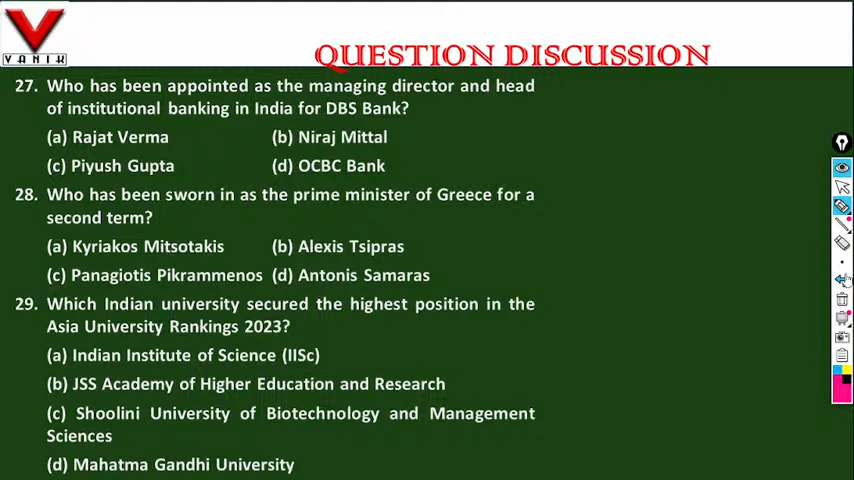 VANIK
QUESTION DISCUSSION
27. Who has been appointed as the managing director and head
of institutional banking in India for DBS Bank?
(a) Rajat Verma (b) Niraj Mittal
(c) Piyush Gupta (d) OCBC Bank
28. Who has been sworn in as the prime minister of Greece for a
second term?
(a) Kyriakos Mitsotakis (b) Alexis Tsipras
(c) Panagiotis Pikrammenos (d) Antonis Samaras
29. Which Indian university secured the highest position in the
Asia University Rankings 2023?
(a) Indian Institute of Science (IISc)
(b) JSS Academy of Higher Education and Research
(c) Shoolini University of Biotechnology and Management
Sciences
(d) Mahatma Gandhi University